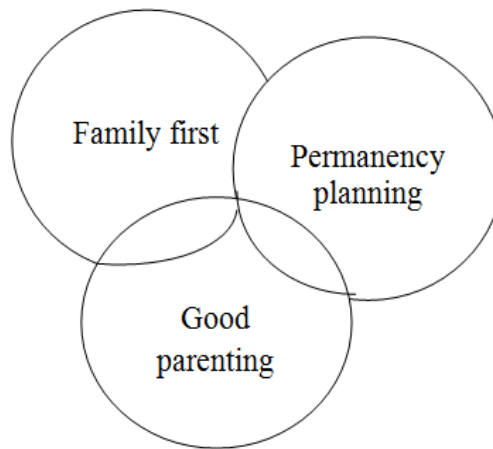 Family first
Permanency
planning
Good
parenting